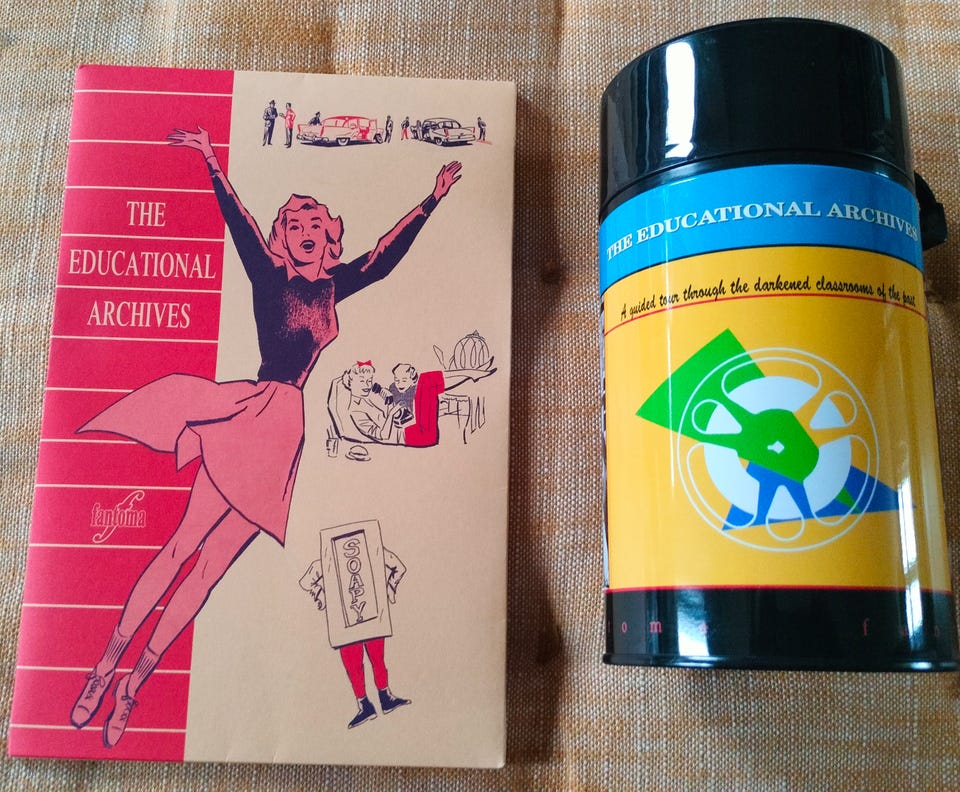 THE
EDUCATIONAL
ARCHIVES
fantoma
SOAPY
THE EDUCATIONAL ARCHIVES
A guided tour through the darkened classrooms of the past